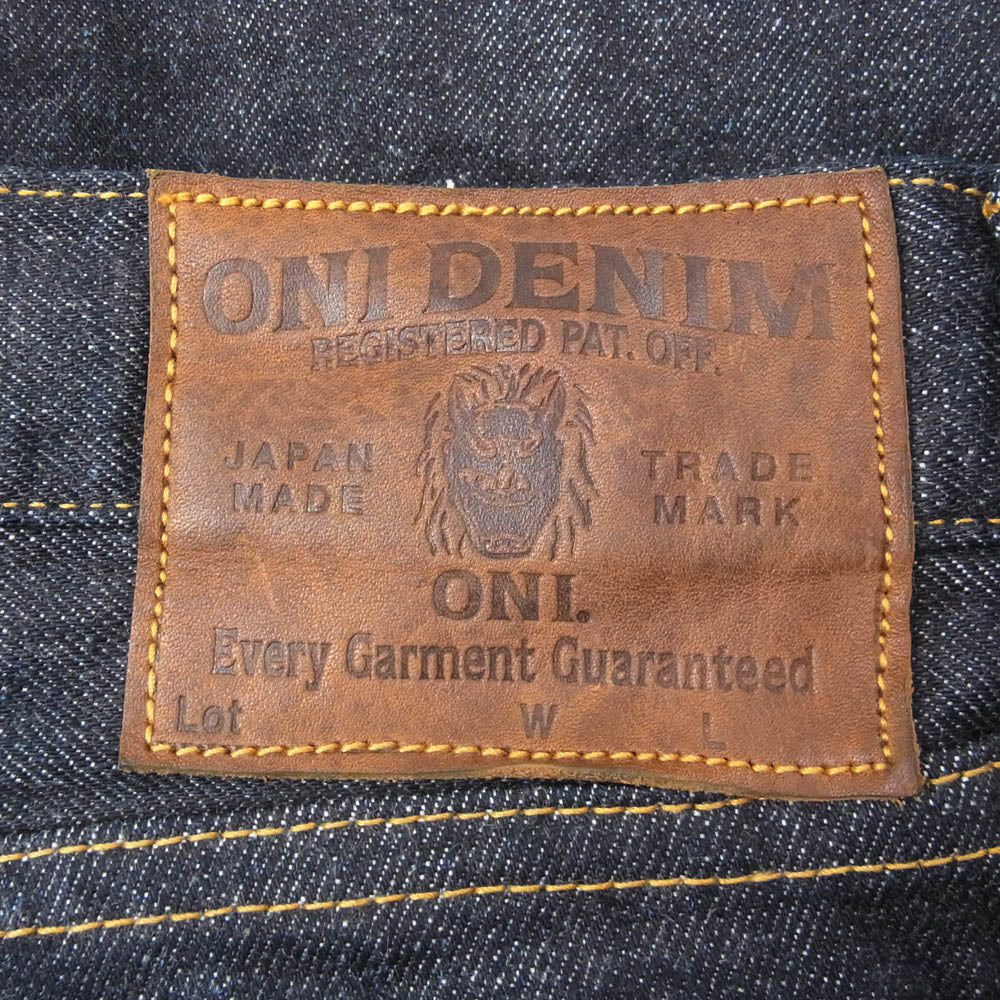 ONI DENIM
REGISTERED PAT. OFF.
JAPAN MADE
TRADE MARK
ONI.
Every Garment Guaranteed
Lot W L